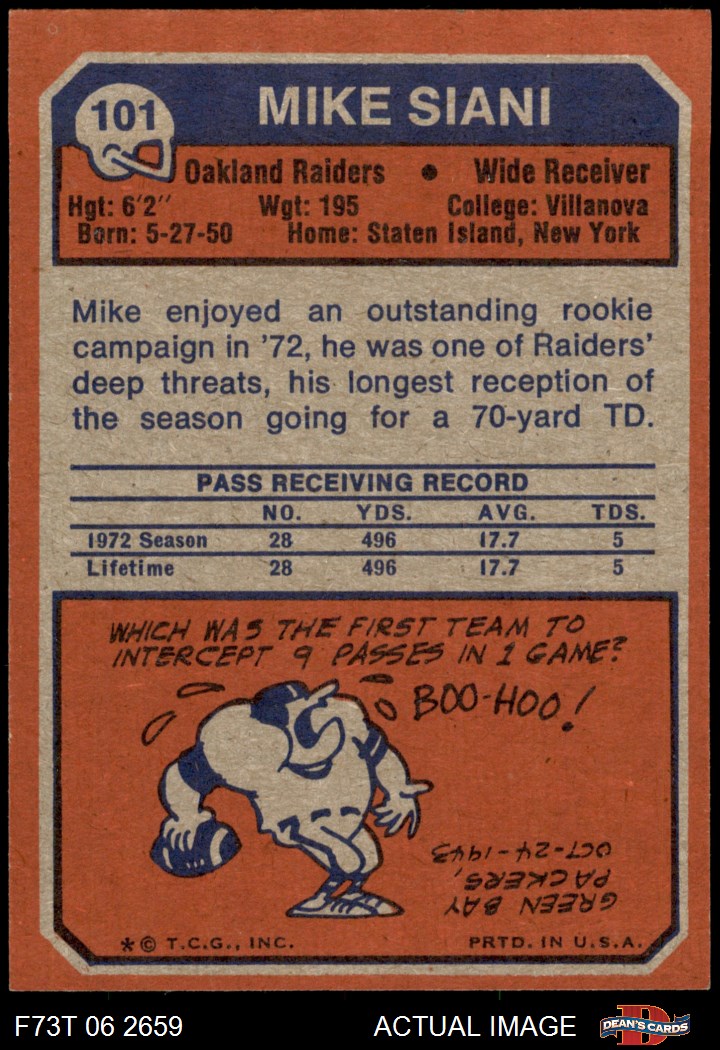 101
MIKE SIANI
Oakland Raiders • Wide Receiver
Hgt: 6'2" Wgt: 195 College: Villanova
Born: 5-27-50 Home: Staten Island, New York
Mike enjoyed an outstanding rookie
campaign in '72, he was one of Raiders'
deep threats, his longest reception of
the season going for a 70-yard TD.
PASS RECEIVING RECORD
NO. YDS. AVG. TDS.
1972 Season 28 496 17.7 5
Lifetime 28 496 17.7 5
WHICH WAS THE FIRST TEAM TO
INTERCEPT 9 PASSES IN 1 GAME?
BOO-HOO!
GREEN BAY
PACKERS,
OCT-24-1943
*© T.C.G., INC. PRTD. IN U.S.A.
F73T 06 2659 ACTUAL IMAGE DEAN'S CARDS